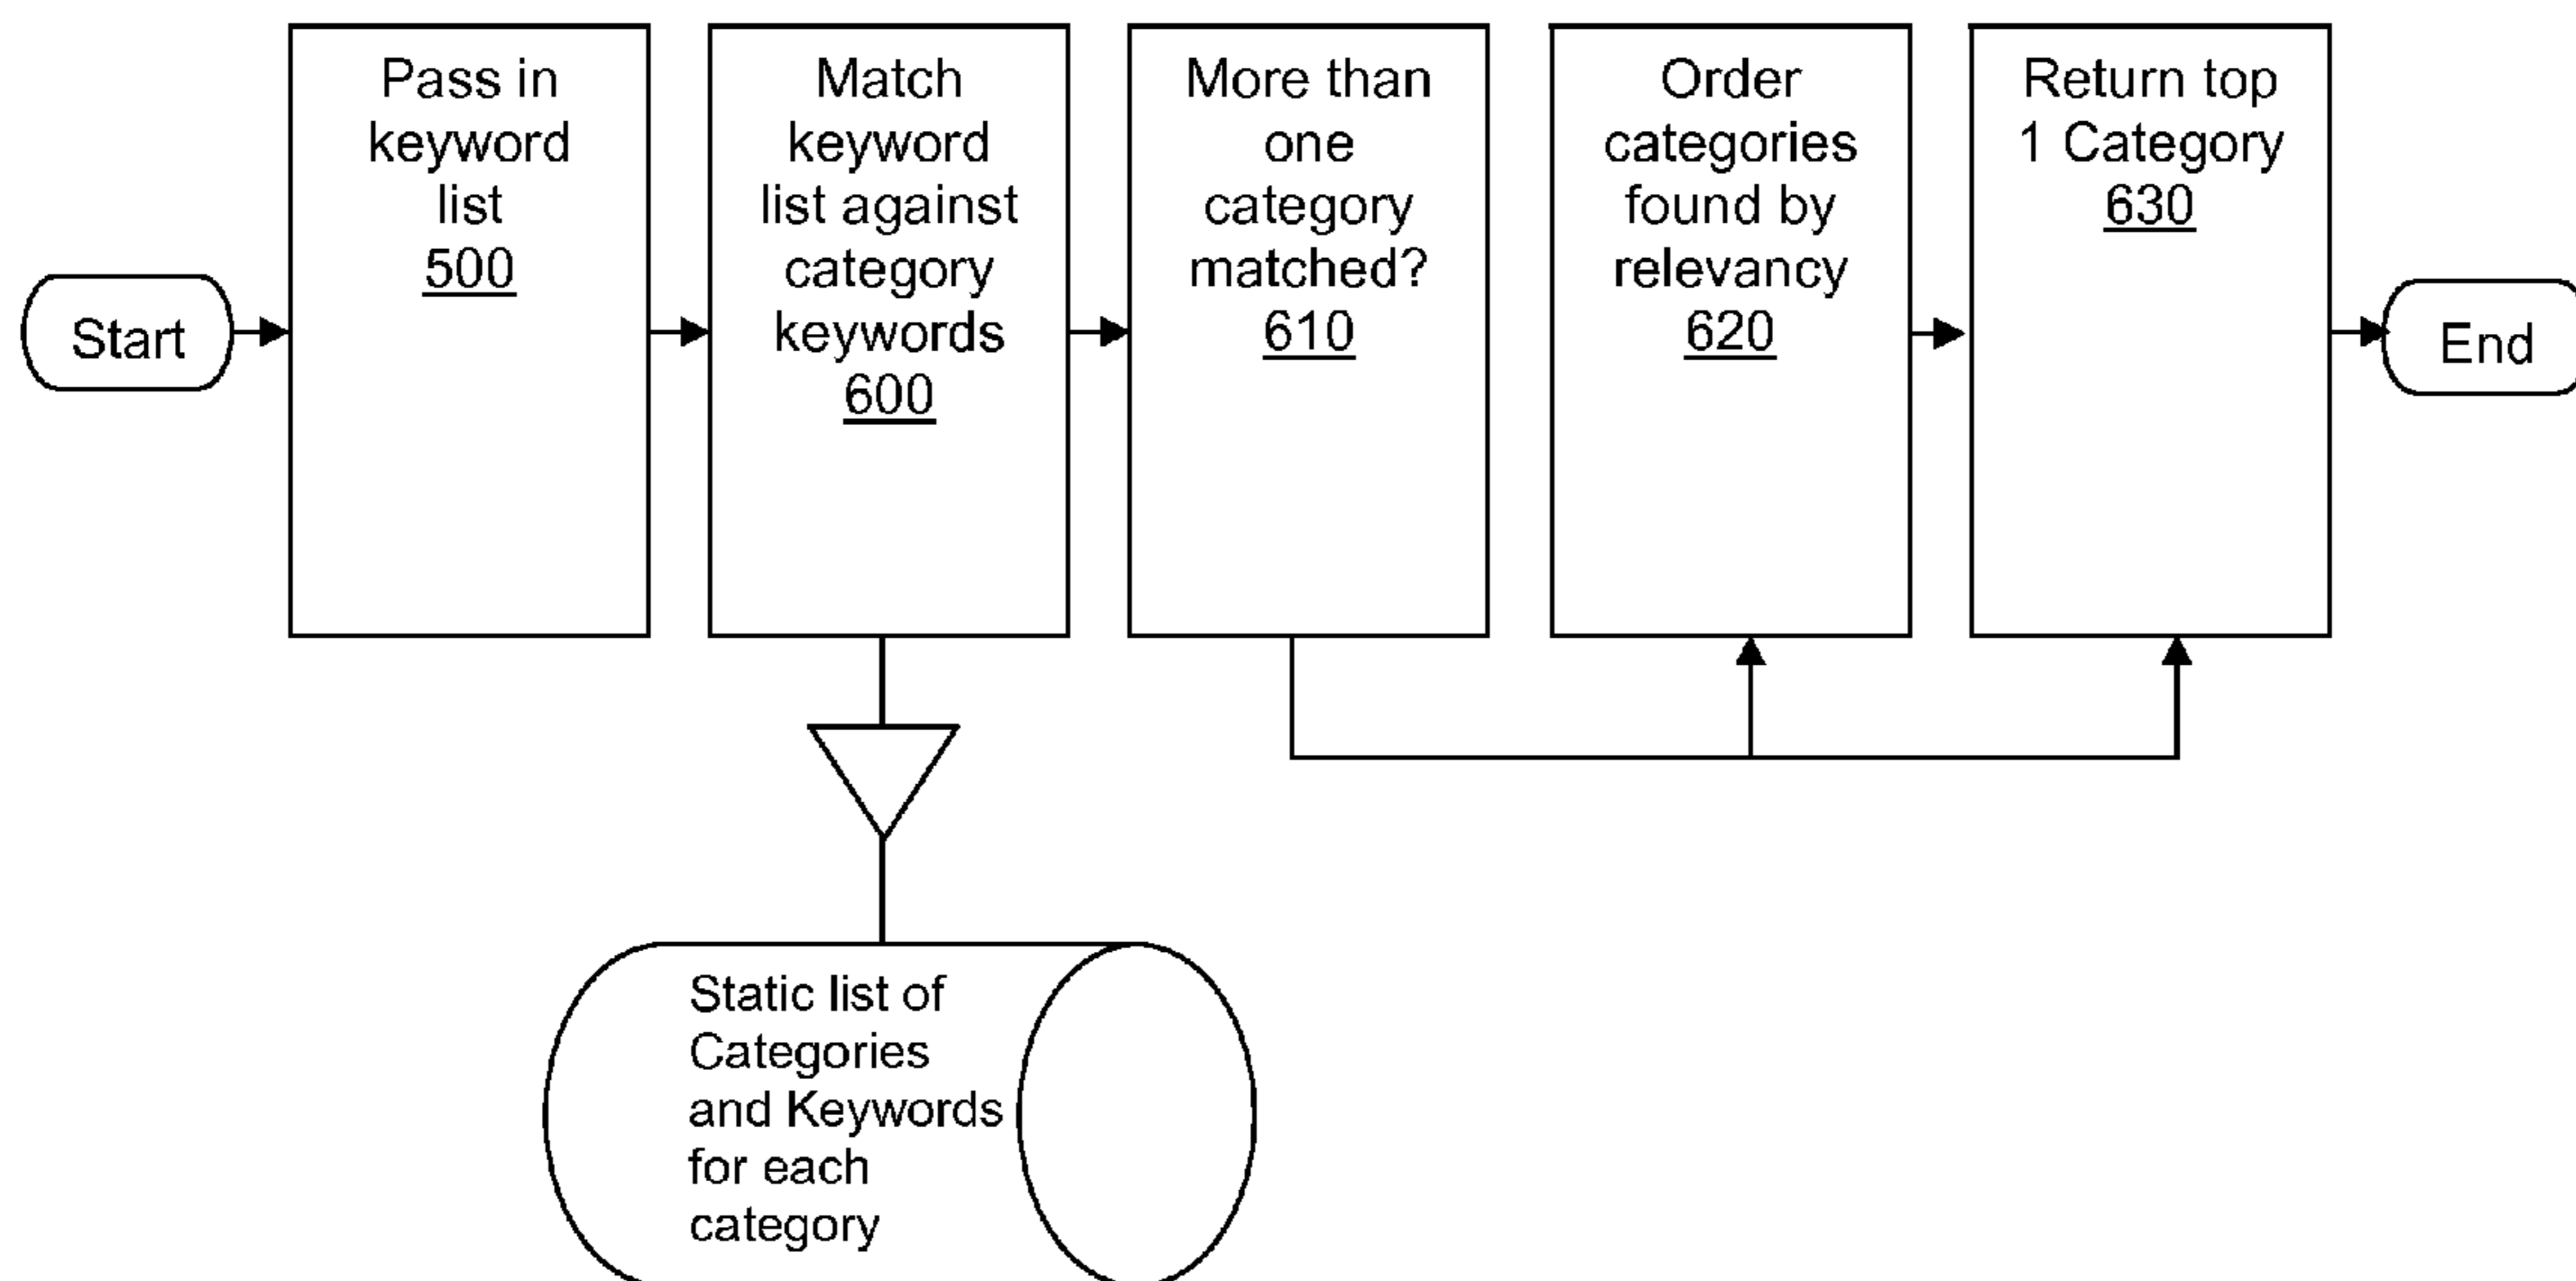 Start
Pass in
keyword
list
500
Match
keyword
list against
category
keywords
600
More than
one
category
matched?
610
Order
categories
found by
relevancy
620
Return top
1 Category
630
End
Static list of
Categories
and Keywords
for each
category